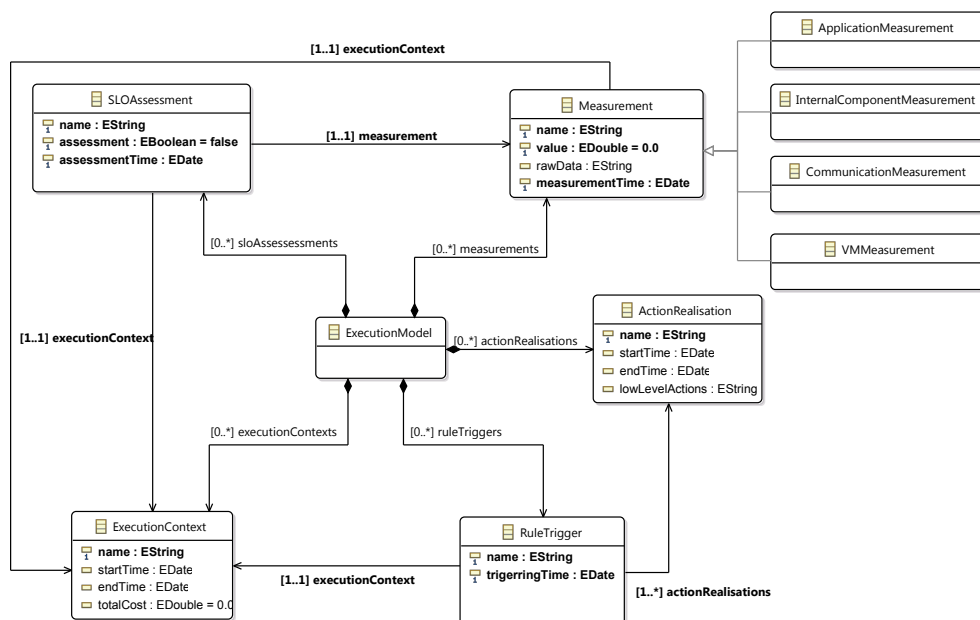 ApplicationMeasurement
[1..1] executionContext
SLOAssessment
name : EString
assessment : EBoolean = false
assessmentTime : EDate
[1..1] measurement
Measurement
name : EString
value : EDouble = 0.0
rawData : EString
measurementTime : EDate
InternalComponentMeasurement
CommunicationMeasurement
VMMeasurement
[0..*] sloAssessessments
[0..*] measurements
[1..1] executionContext
ExecutionModel
[0..*] actionRealisations
ActionRealisation
name : EString
startTime : EDate
endTime : EDate
lowLevelActions : EString
[0..*] executionContexts
[0..*] ruleTriggers
ExecutionContext
name : EString
startTime : EDate
endTime : EDate
totalCost : EDouble = 0.0
[1..1] executionContext
RuleTrigger
name : EString
trigerringTime : EDate
[1..*] actionRealisations